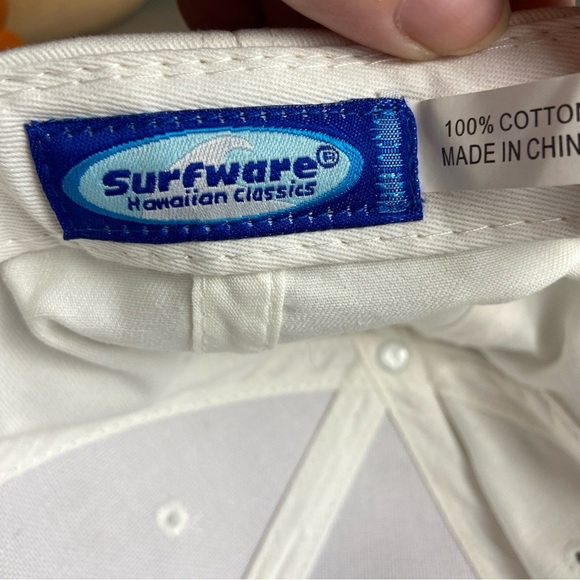 Surfware®
Hawaiian Classics
100% COTTON
MADE IN CHIN